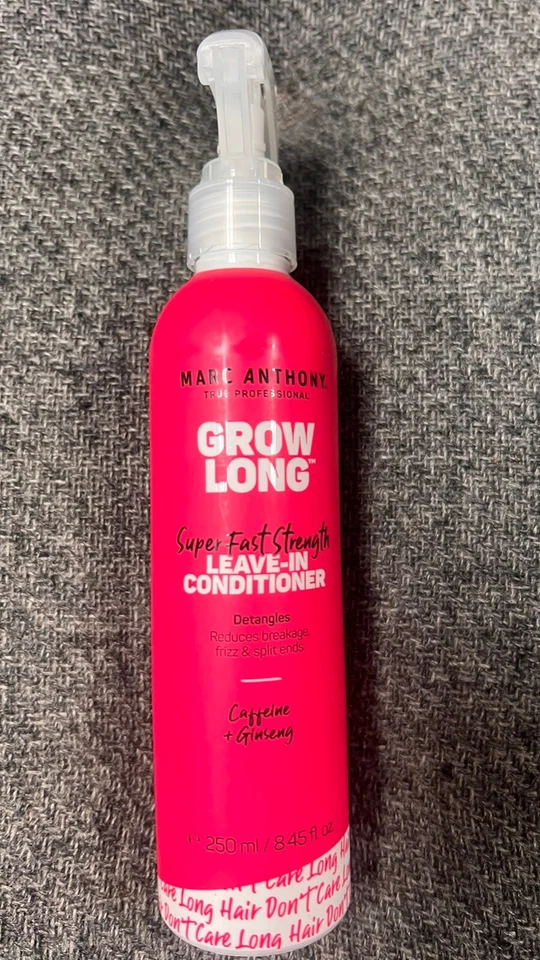 MARC ANTHONY
TRUE PROFESSIONAL
GROW
LONG™
Super Fast Strength
LEAVE-IN
CONDITIONER
Detangles
Reduces breakage,
frizz & split ends
Caffeine
+ Ginseng
250 ml / 8.45 fl. oz
Care Long
Care Long Hair Don't Care
Don't Care Long Hair Don't